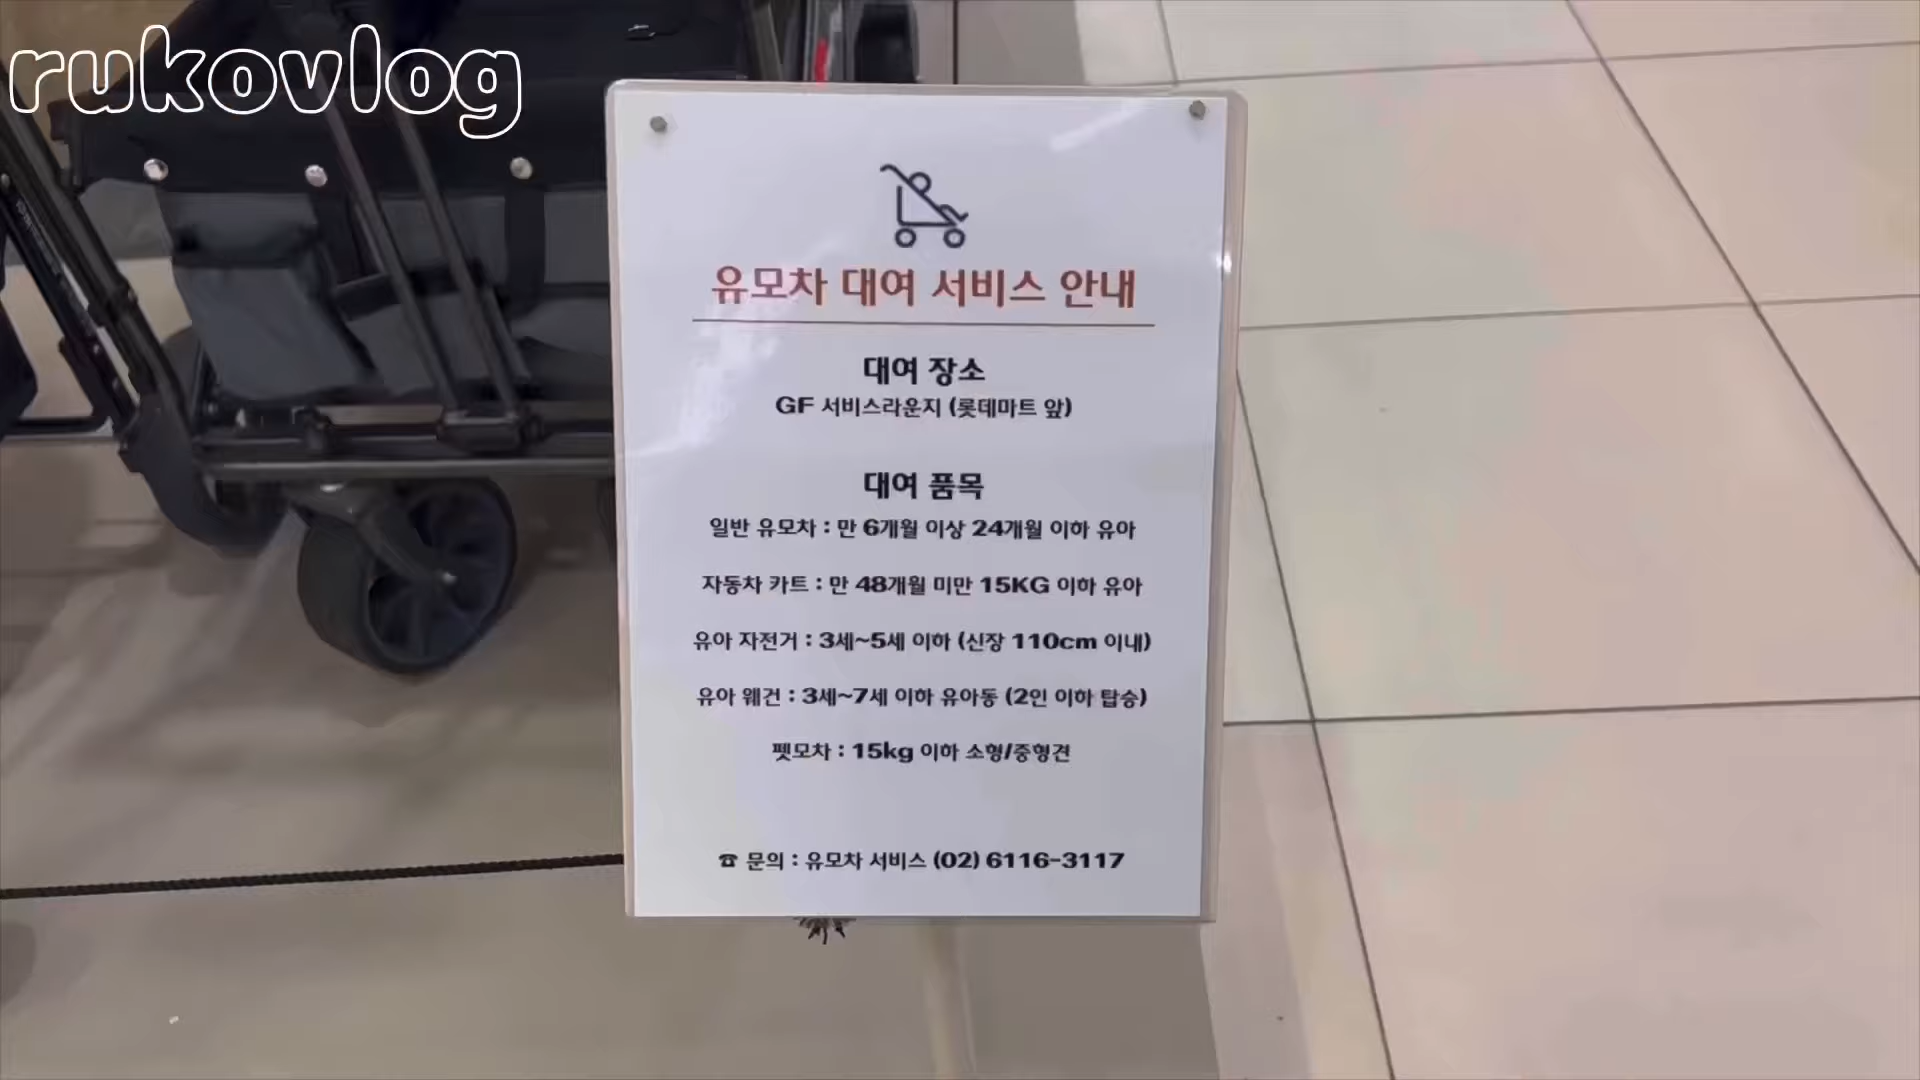 rukovlog
유모차 대여 서비스 안내
대여 장소
GF 서비스라운지 (롯데마트 앞)
대여 품목
일반 유모차 : 만 6개월 이상 24개월 이하 유아
자동차 카트 : 만 48개월 미만 15KG 이하 유아
유아 자전거 : 3세~5세 이하 (신장 110cm 이내)
유아 웨건 : 3세~7세 이하 유아동 (2인 이하 탑승)
펫모차 : 15kg 이하 소형/중형견
☎ 문의 : 유모차 서비스 (02) 6116-3117